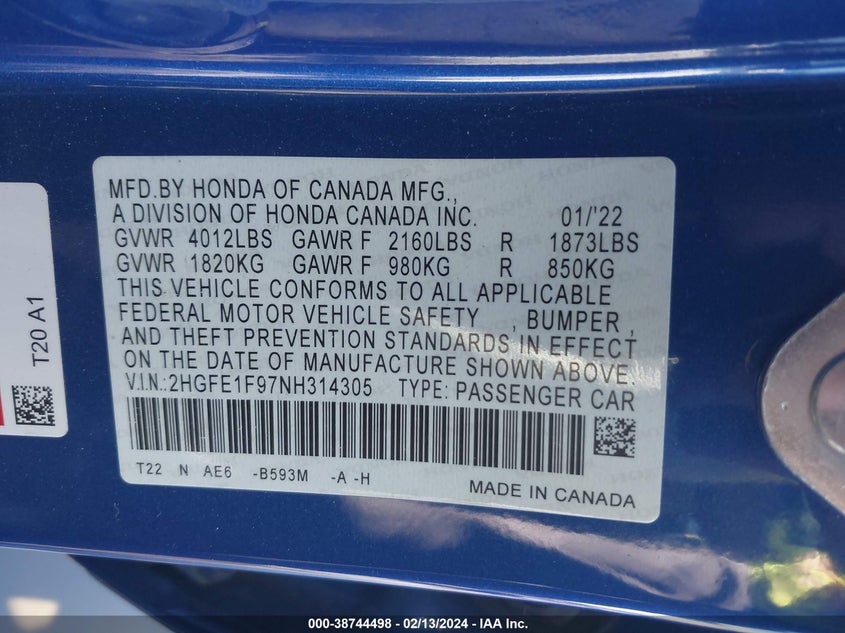 MFD.BY HONDA OF CANADA MFG.,
A DIVISION OF HONDA CANADA INC. 01/'22
GVWR 4012LBS GAWR F 2160LBS R 1873LBS
GVWR 1820KG GAWR F 980KG R 850KG
THIS VEHICLE CONFORMS TO ALL APPLICABLE
FEDERAL MOTOR VEHICLE SAFETY , BUMPER ,
AND THEFT PREVENTION STANDARDS IN EFFECT
ON THE DATE OF MANUFACTURE SHOWN ABOVE.
V.I.N.:2HGFE1F97NH314305 TYPE: PASSENGER CAR
T22 N AE6 -B593M -A -H
MADE IN CANADA
T20 A1
000-38744498 - 02/13/2024 - IAA Inc.